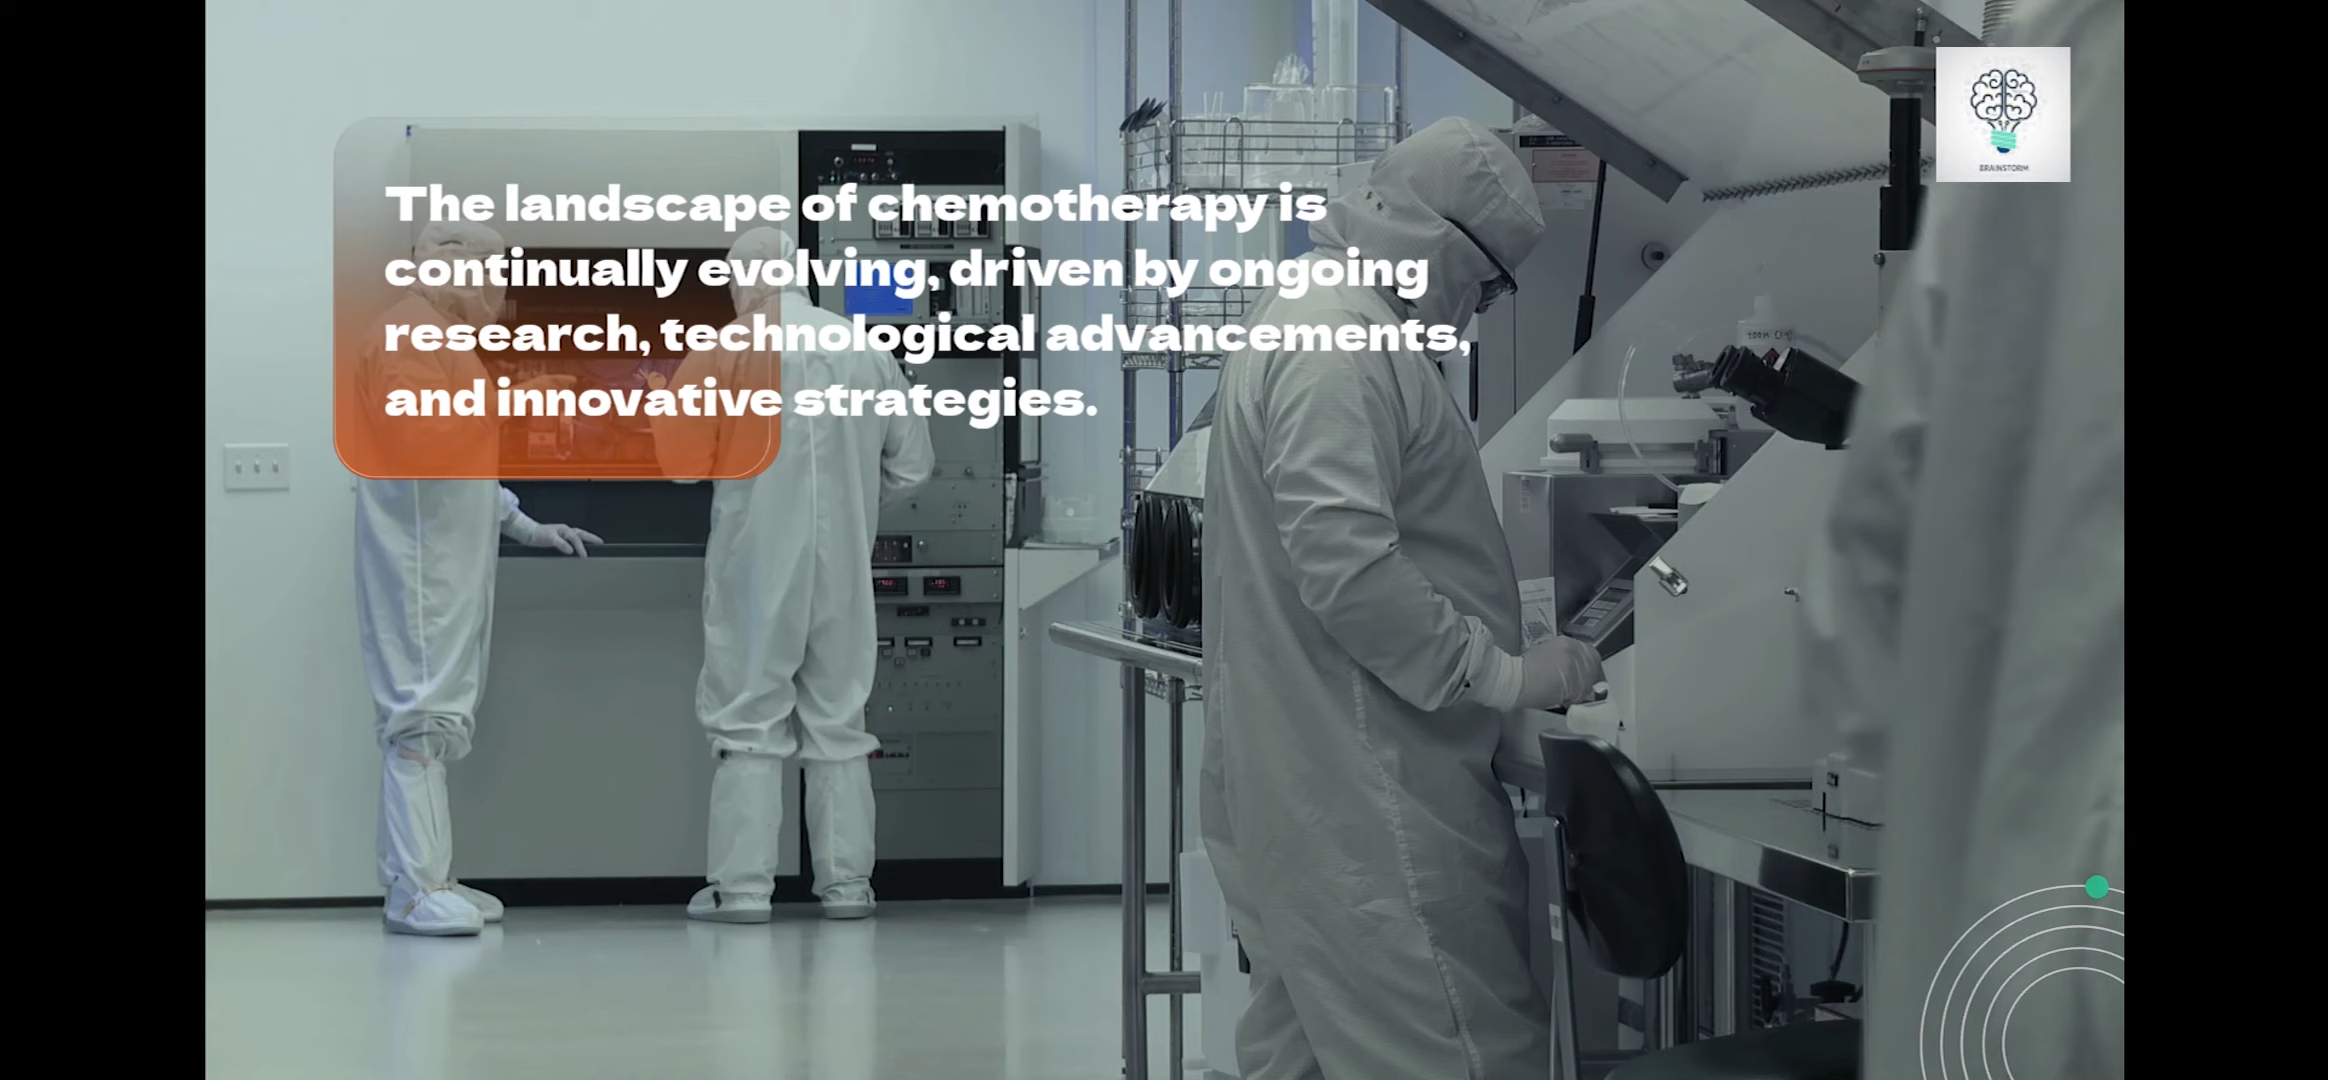 The landscape of chemotherapy is
continually evolving, driven by ongoing
research, technological advancements,
and innovative strategies.
BRAINSTORM